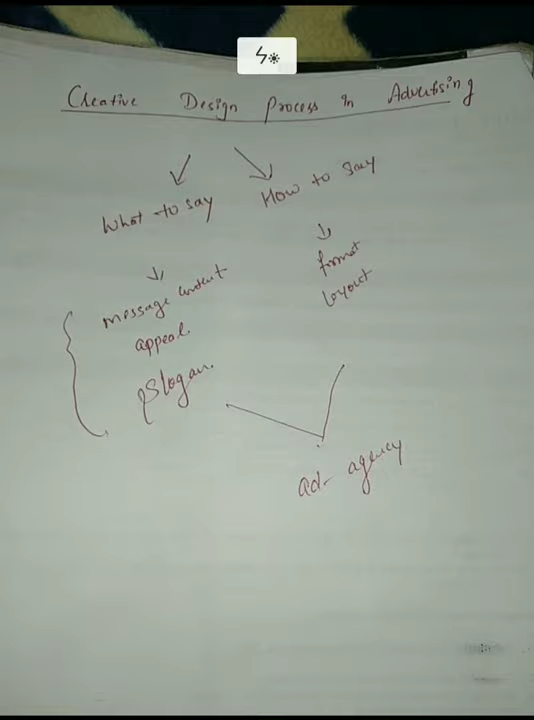 Creative Design Process in Advertising
What to say
How to say
message content
appeal.
Slogan.
format
layout
ad- agency